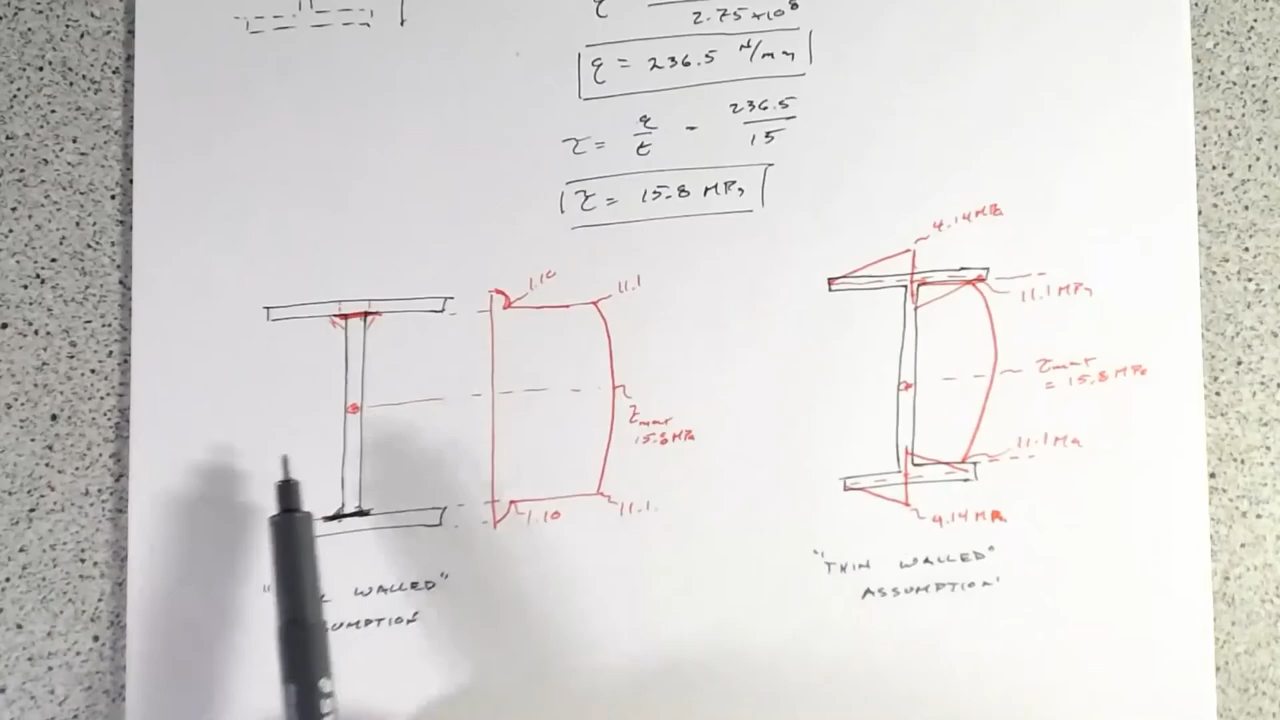 2.75×10⁸
q = 236.5 N/mm
τ = q/t = 236.5/15
τ = 15.8 MPa
4.14 MPa
1.10
11.1
11.1 MPa
τmax
15.8 MPa
τmax
= 15.8 MPa
1.10
11.1
11.1 MPa
4.14 MPa
WALLED"
"THIN WALLED"
ASSUMPTION